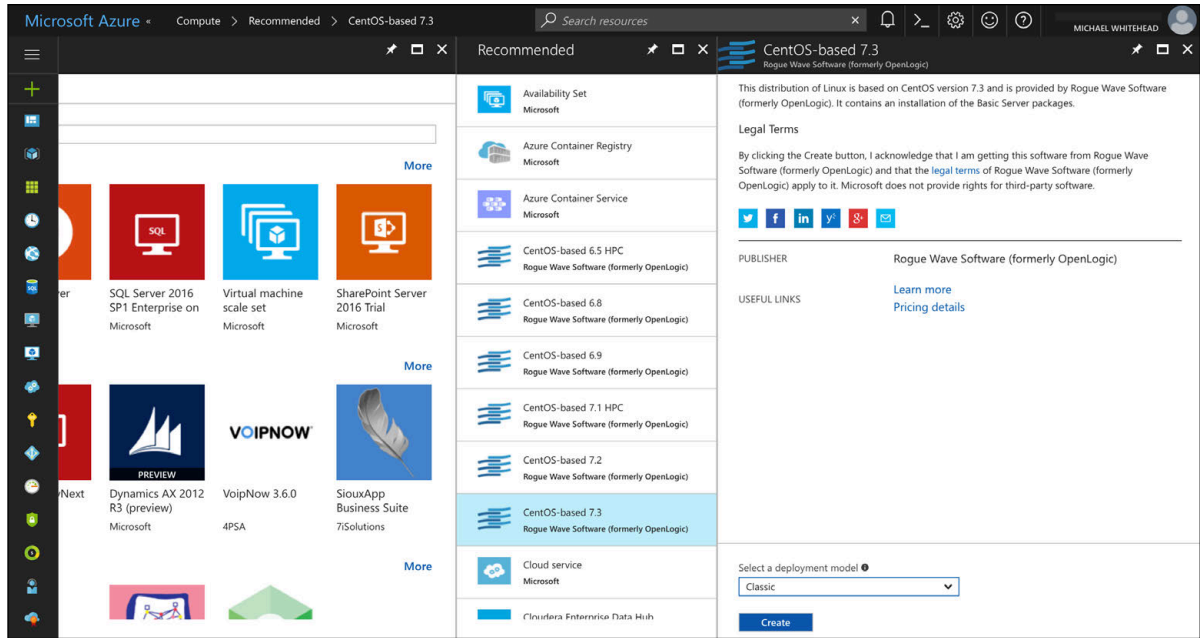 Microsoft Azure «
Compute > Recommended > CentOS-based 7.3
Search resources
MICHAEL WHITEHEAD
More
SQL
ver
SQL Server 2016
SP1 Enterprise on
Microsoft
Virtual machine
scale set
Microsoft
SharePoint Server
2016 Trial
Microsoft
More
PREVIEW
VOIPNOW
Next
Dynamics AX 2012
R3 (preview)
Microsoft
VoipNow 3.6.0
4PSA
SiouxApp
Business Suite
7iSolutions
More
Recommended
Availability Set
Microsoft
Azure Container Registry
Microsoft
Azure Container Service
Microsoft
CentOS-based 6.5 HPC
Rogue Wave Software (formerly OpenLogic)
CentOS-based 6.8
Rogue Wave Software (formerly OpenLogic)
CentOS-based 6.9
Rogue Wave Software (formerly OpenLogic)
CentOS-based 7.1 HPC
Rogue Wave Software (formerly OpenLogic)
CentOS-based 7.2
Rogue Wave Software (formerly OpenLogic)
CentOS-based 7.3
Rogue Wave Software (formerly OpenLogic)
Cloud service
Microsoft
Cloudera Enterprise Data Hub
CentOS-based 7.3
Rogue Wave Software (formerly OpenLogic)
This distribution of Linux is based on CentOS version 7.3 and is provided by Rogue Wave Software
(formerly OpenLogic). It contains an installation of the Basic Server packages.
Legal Terms
By clicking the Create button, I acknowledge that I am getting this software from Rogue Wave
Software (formerly OpenLogic) and that the legal terms of Rogue Wave Software (formerly
OpenLogic) apply to it. Microsoft does not provide rights for third-party software.
PUBLISHER
Rogue Wave Software (formerly OpenLogic)
USEFUL LINKS
Learn more
Pricing details
Select a deployment model
Classic
Create